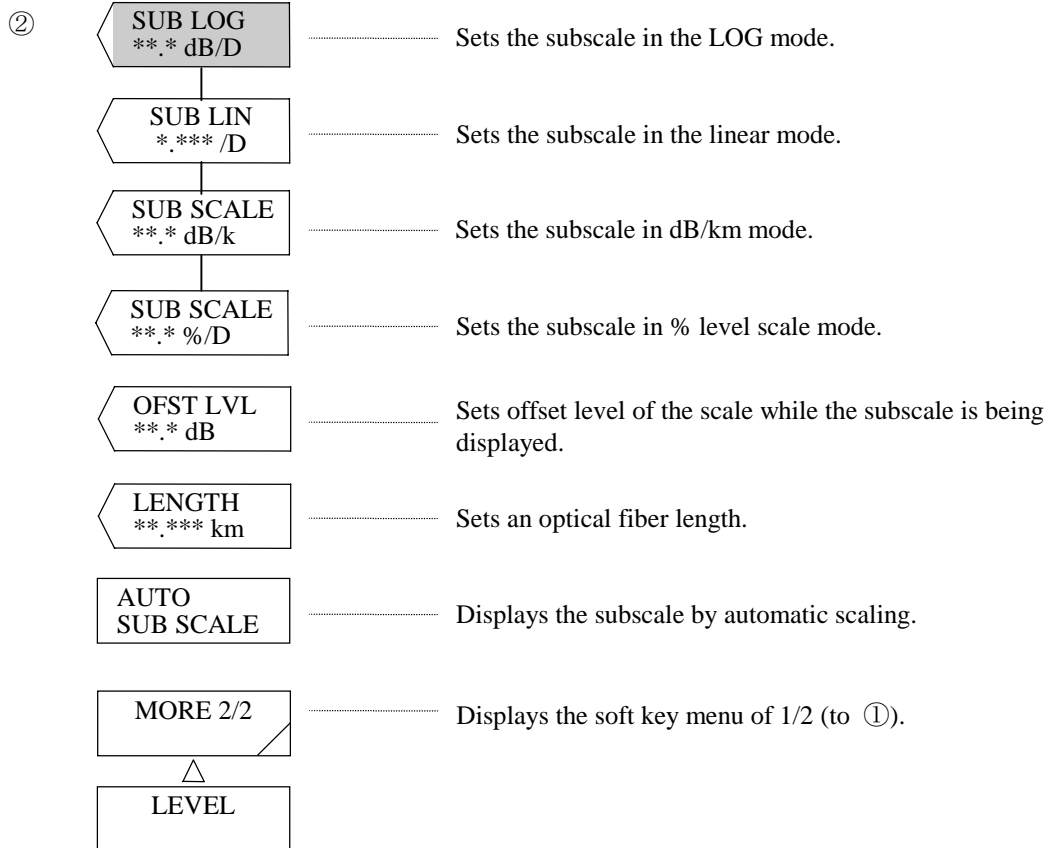 ②
SUB LOG
**.* dB/D
Sets the subscale in the LOG mode.
SUB LIN
*.*** /D
Sets the subscale in the linear mode.
SUB SCALE
**.* dB/k
Sets the subscale in dB/km mode.
SUB SCALE
**.* %/D
Sets the subscale in % level scale mode.
OFST LVL
**.* dB
Sets offset level of the scale while the subscale is being
displayed.
LENGTH
**.*** km
Sets an optical fiber length.
AUTO
SUB SCALE
Displays the subscale by automatic scaling.
MORE 2/2
Displays the soft key menu of 1/2 (to ①).
LEVEL